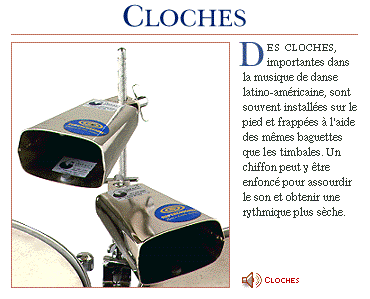 CLOCHES
DES CLOCHES,
importantes dans
la musique de danse
latino-américaine, sont
souvent installées sur le
pied et frappées à l'aide
des mêmes baguettes
que les timbales. Un
chiffon peut y être
enfoncé pour assourdir
le son et obtenir une
rythmique plus sèche.
CLOCHES